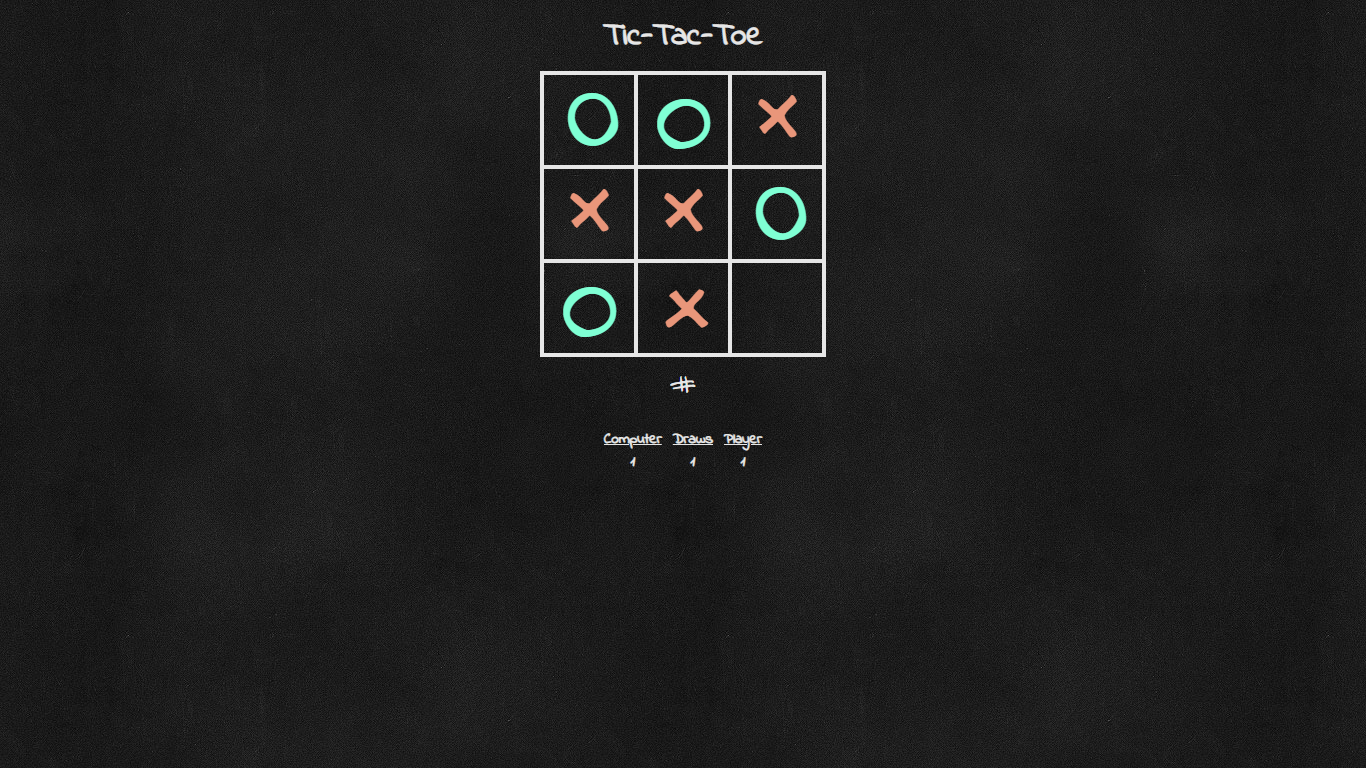 Tic-Tac-Toe
O O X
X X O
O X
#
Computer Draws Player
1 1 1